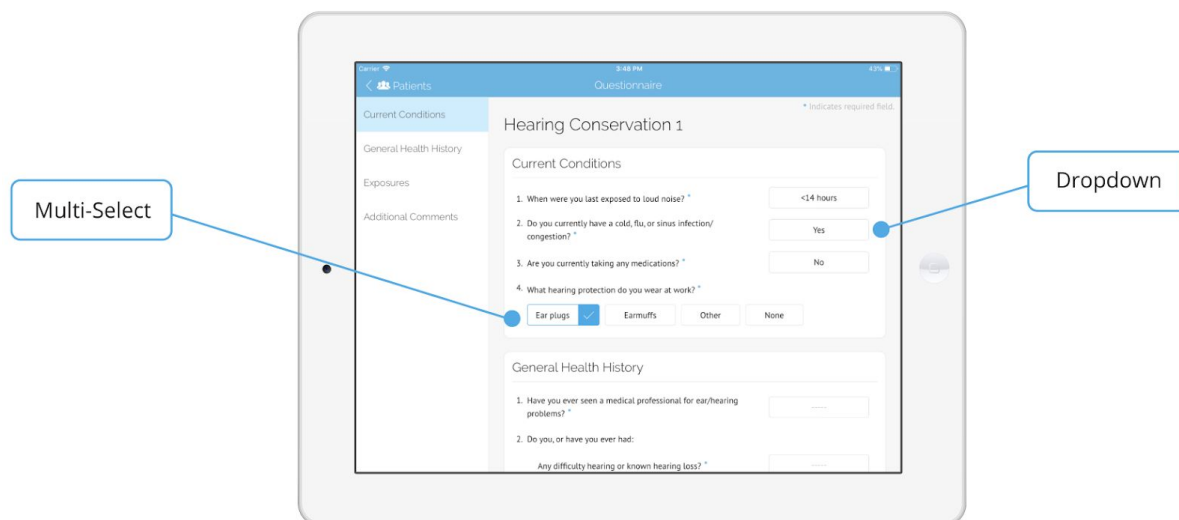 Carrier 3:48 PM 43%
Patients Questionnaire
* Indicates required field.
Current Conditions
General Health History
Exposures
Additional Comments
Hearing Conservation 1
Current Conditions
1. When were you last exposed to loud noise? * <14 hours
2. Do you currently have a cold, flu, or sinus infection/
congestion? * Yes
3. Are you currently taking any medications? * No
4. What hearing protection do you wear at work? *
Ear plugs Earmuffs Other None
General Health History
1. Have you ever seen a medical professional for ear/hearing
problems? * ------
2. Do you, or have you ever had:
Any difficulty hearing or known hearing loss? * ------
Multi-Select
Dropdown